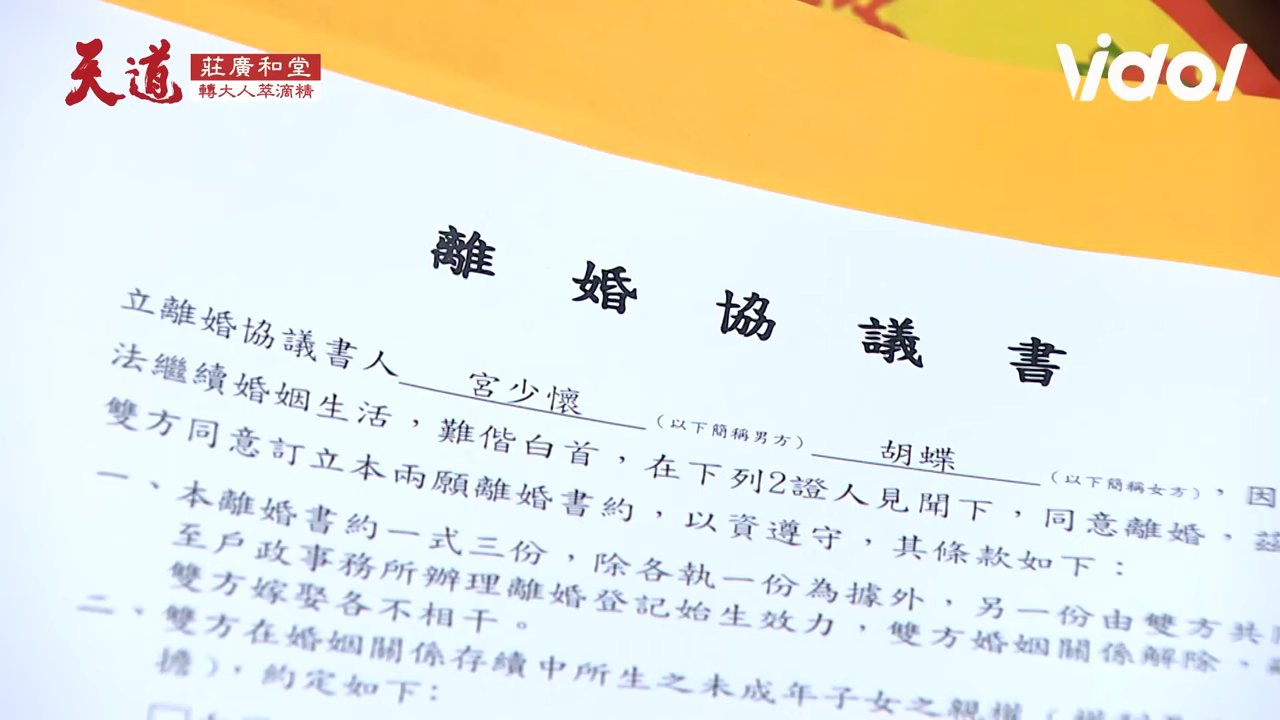 天道
莊廣和堂
轉大人萃滴精
Vidol
離婚協議書
立離婚協議書人 宮少懷 (以下簡稱男方) 胡蝶 (以下簡稱女方)，因
法繼續婚姻生活，難偕白首，在下列2證人見聞下，同意離婚，茲
雙方同意訂立本兩願離婚書約，以資遵守，其條款如下：
一、本離婚書約一式三份，除各執一份為據外，另一份由雙方共
至戶政事務所辦理離婚登記始生效力，雙方婚姻關係解除。
雙方嫁娶各不相干。
二、雙方在婚姻關係存續中所生之未成年子女之親權（
擔），約定如下：